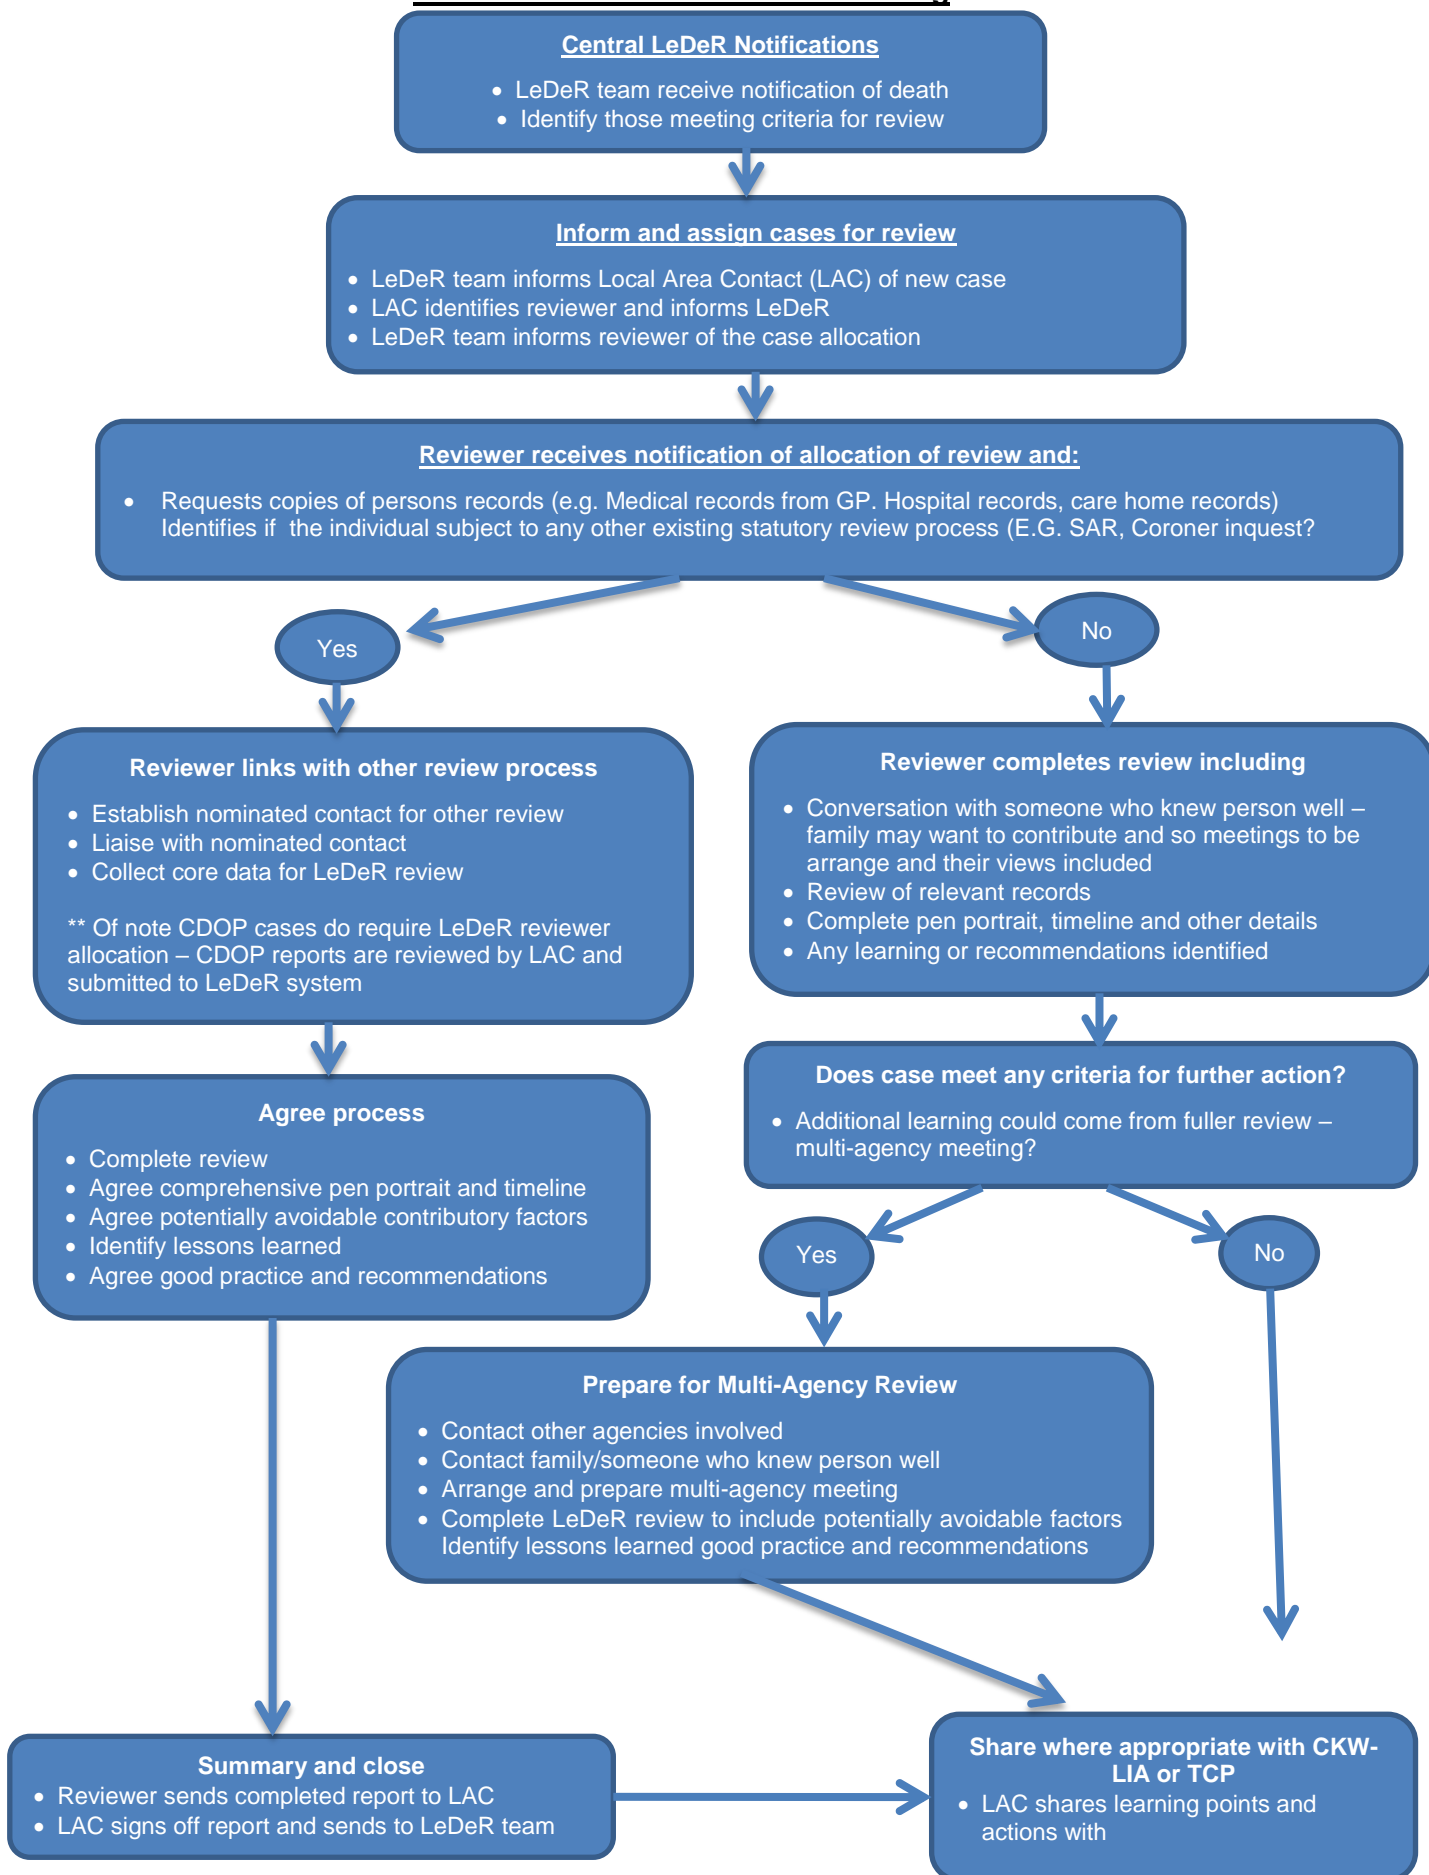 Central LeDeR Notifications
• LeDeR team receive notification of death
• Identify those meeting criteria for review
Inform and assign cases for review
• LeDeR team informs Local Area Contact (LAC) of new case
• LAC identifies reviewer and informs LeDeR
• LeDeR team informs reviewer of the case allocation
Reviewer receives notification of allocation of review and:
• Requests copies of persons records (e.g. Medical records from GP. Hospital records, care home records)
Identifies if  the individual subject to any other existing statutory review process (E.G. SAR, Coroner inquest?
Yes
No
Reviewer links with other review process
• Establish nominated contact for other review
• Liaise with nominated contact
• Collect core data for LeDeR review
** Of note CDOP cases do require LeDeR reviewer
allocation – CDOP reports are reviewed by LAC and
submitted to LeDeR system
Reviewer completes review including
• Conversation with someone who knew person well –
family may want to contribute and so meetings to be
arrange and their views included
• Review of relevant records
• Complete pen portrait, timeline and other details
• Any learning or recommendations identified
Agree process
• Complete review
• Agree comprehensive pen portrait and timeline
• Agree potentially avoidable contributory factors
• Identify lessons learned
• Agree good practice and recommendations
Does case meet any criteria for further action?
• Additional learning could come from fuller review –
multi-agency meeting?
Yes
No
Prepare for Multi-Agency Review
• Contact other agencies involved
• Contact family/someone who knew person well
• Arrange and prepare multi-agency meeting
• Complete LeDeR review to include potentially avoidable factors
Identify lessons learned good practice and recommendations
Summary and close
• Reviewer sends completed report to LAC
• LAC signs off report and sends to LeDeR team
Share where appropriate with CKW-
LIA or TCP
• LAC shares learning points and
actions with